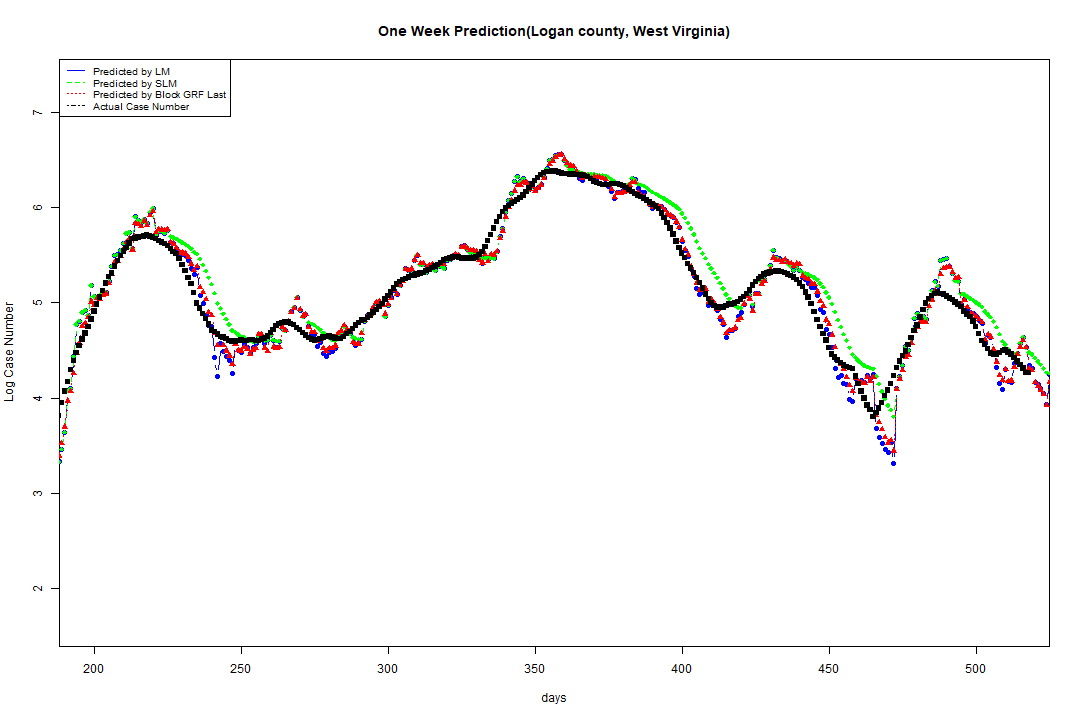 One Week Prediction(Logan county, West Virginia)
Predicted by LM
Predicted by SLM
Predicted by Block GRF Last
Actual Case Number
Log Case Number
7
6
5
4
3
2
200 250 300 350 400 450 500
days